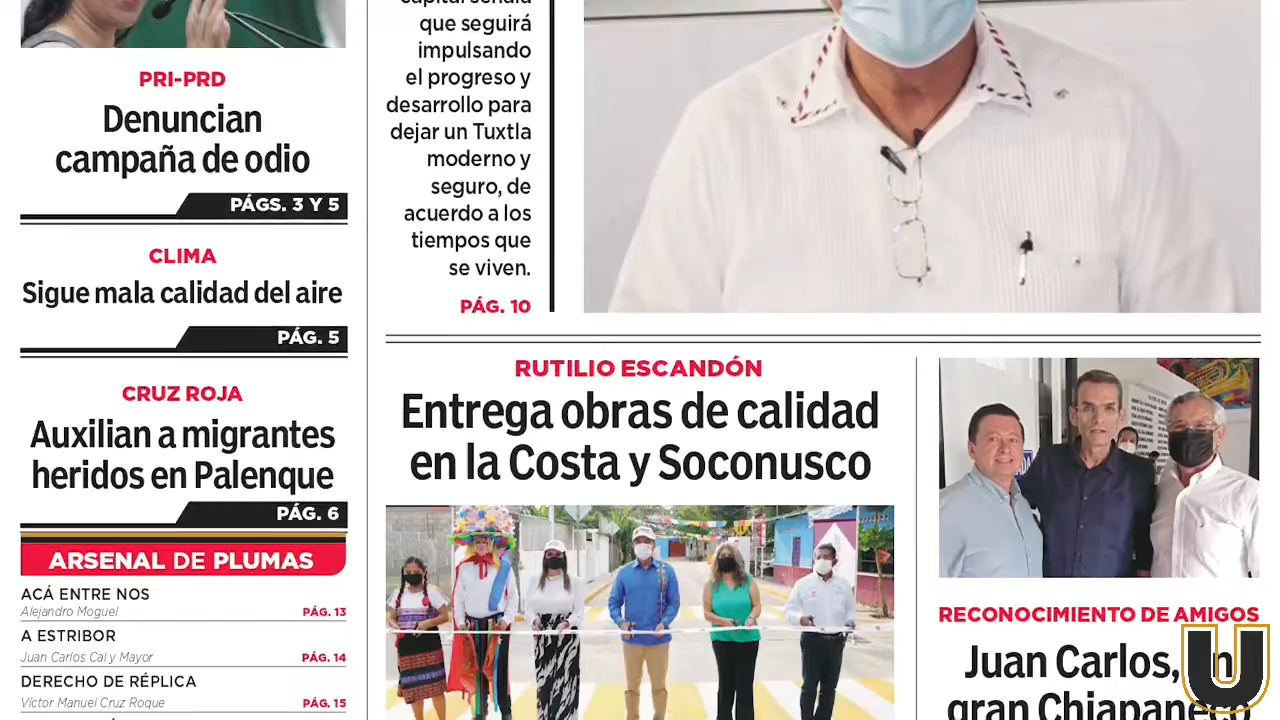 PRI-PRD
Denuncian
campaña de odio
PÁGS. 3 Y 5
CLIMA
Sigue mala calidad del aire
PÁG. 5
CRUZ ROJA
Auxilian a migrantes
heridos en Palenque
PÁG. 6
ARSENAL DE PLUMAS
ACÁ ENTRE NOS
Alejandro Moguel
PÁG. 13
A ESTRIBOR
Juan Carlos Cal y Mayor
PÁG. 14
DERECHO DE RÉPLICA
Víctor Manuel Cruz Roque
PÁG. 15
que seguirá
impulsando
el progreso y
desarrollo para
dejar un Tuxtla
moderno y
seguro, de
acuerdo a los
tiempos que
se viven.
PÁG. 10
RUTILIO ESCANDÓN
Entrega obras de calidad
en la Costa y Soconusco
RECONOCIMIENTO DE AMIGOS
Juan Carlos, un
gran Chiapaneco
U